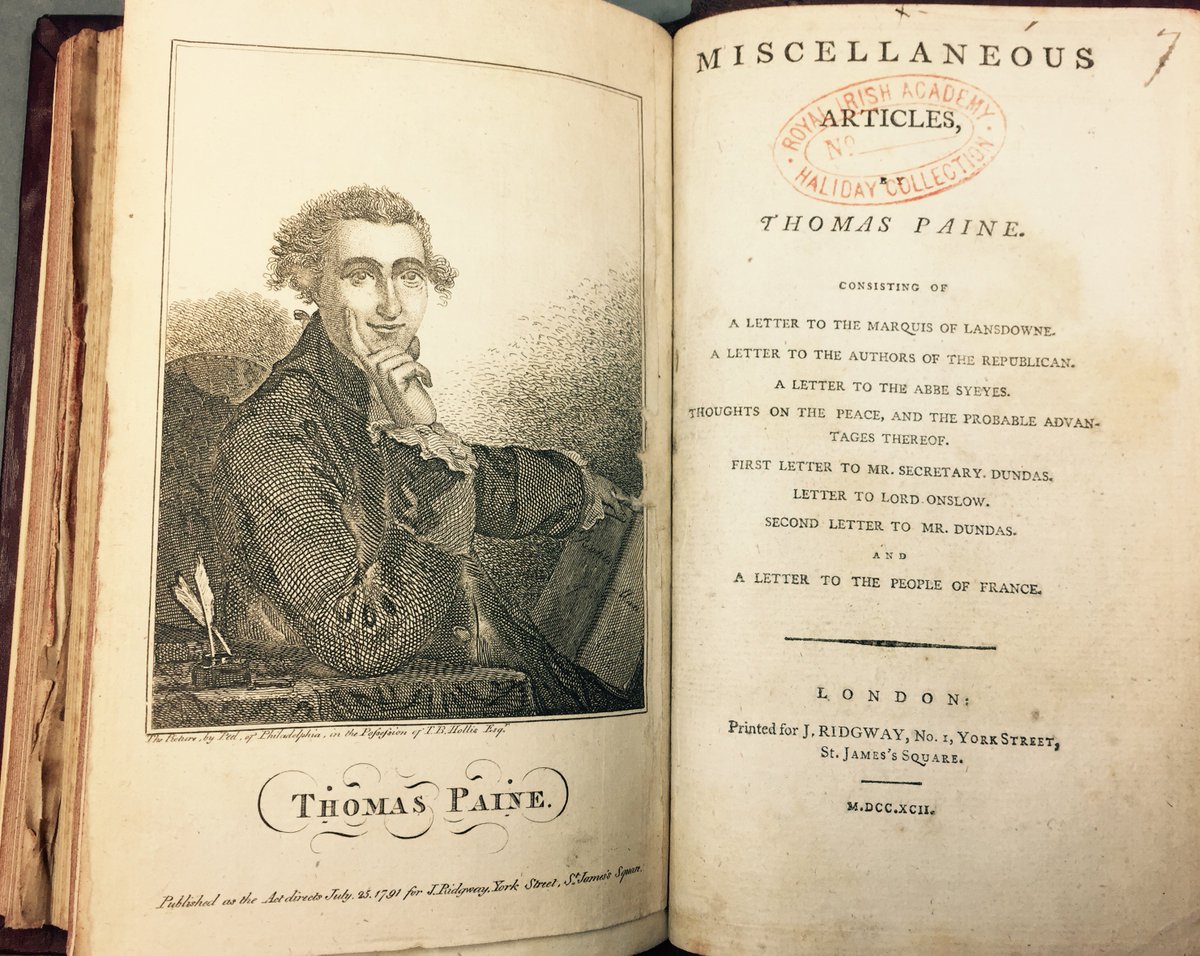 The Picture, by Peel, of Philadelphia, in the Possession of T.B. Hollis Esqr.
THOMAS PAINE.
Published as the Act directs July, 25, 1791 for J. Ridgway, York Street, St. James's Square.
7
MISCELLANEOUS
ROYAL IRISH ACADEMY
ARTICLES,
No
HALIDAY COLLECTION
BY
THOMAS PAINE.
CONSISTING OF
A LETTER TO THE MARQUIS OF LANSDOWNE.
A LETTER TO THE AUTHORS OF THE REPUBLICAN.
A LETTER TO THE ABBE SYEYES.
THOUGHTS ON THE PEACE, AND THE PROBABLE ADVAN-
TAGES THEREOF.
FIRST LETTER TO MR. SECRETARY. DUNDAS.
LETTER TO LORD ONSLOW.
SECOND LETTER TO MR. DUNDAS.
AND
A LETTER TO THE PEOPLE OF FRANCE.
LONDON:
Printed for J. RIDGWAY, No. 1, YORK STREET,
ST. JAMES'S SQUARE.
M.DCC.XCII.